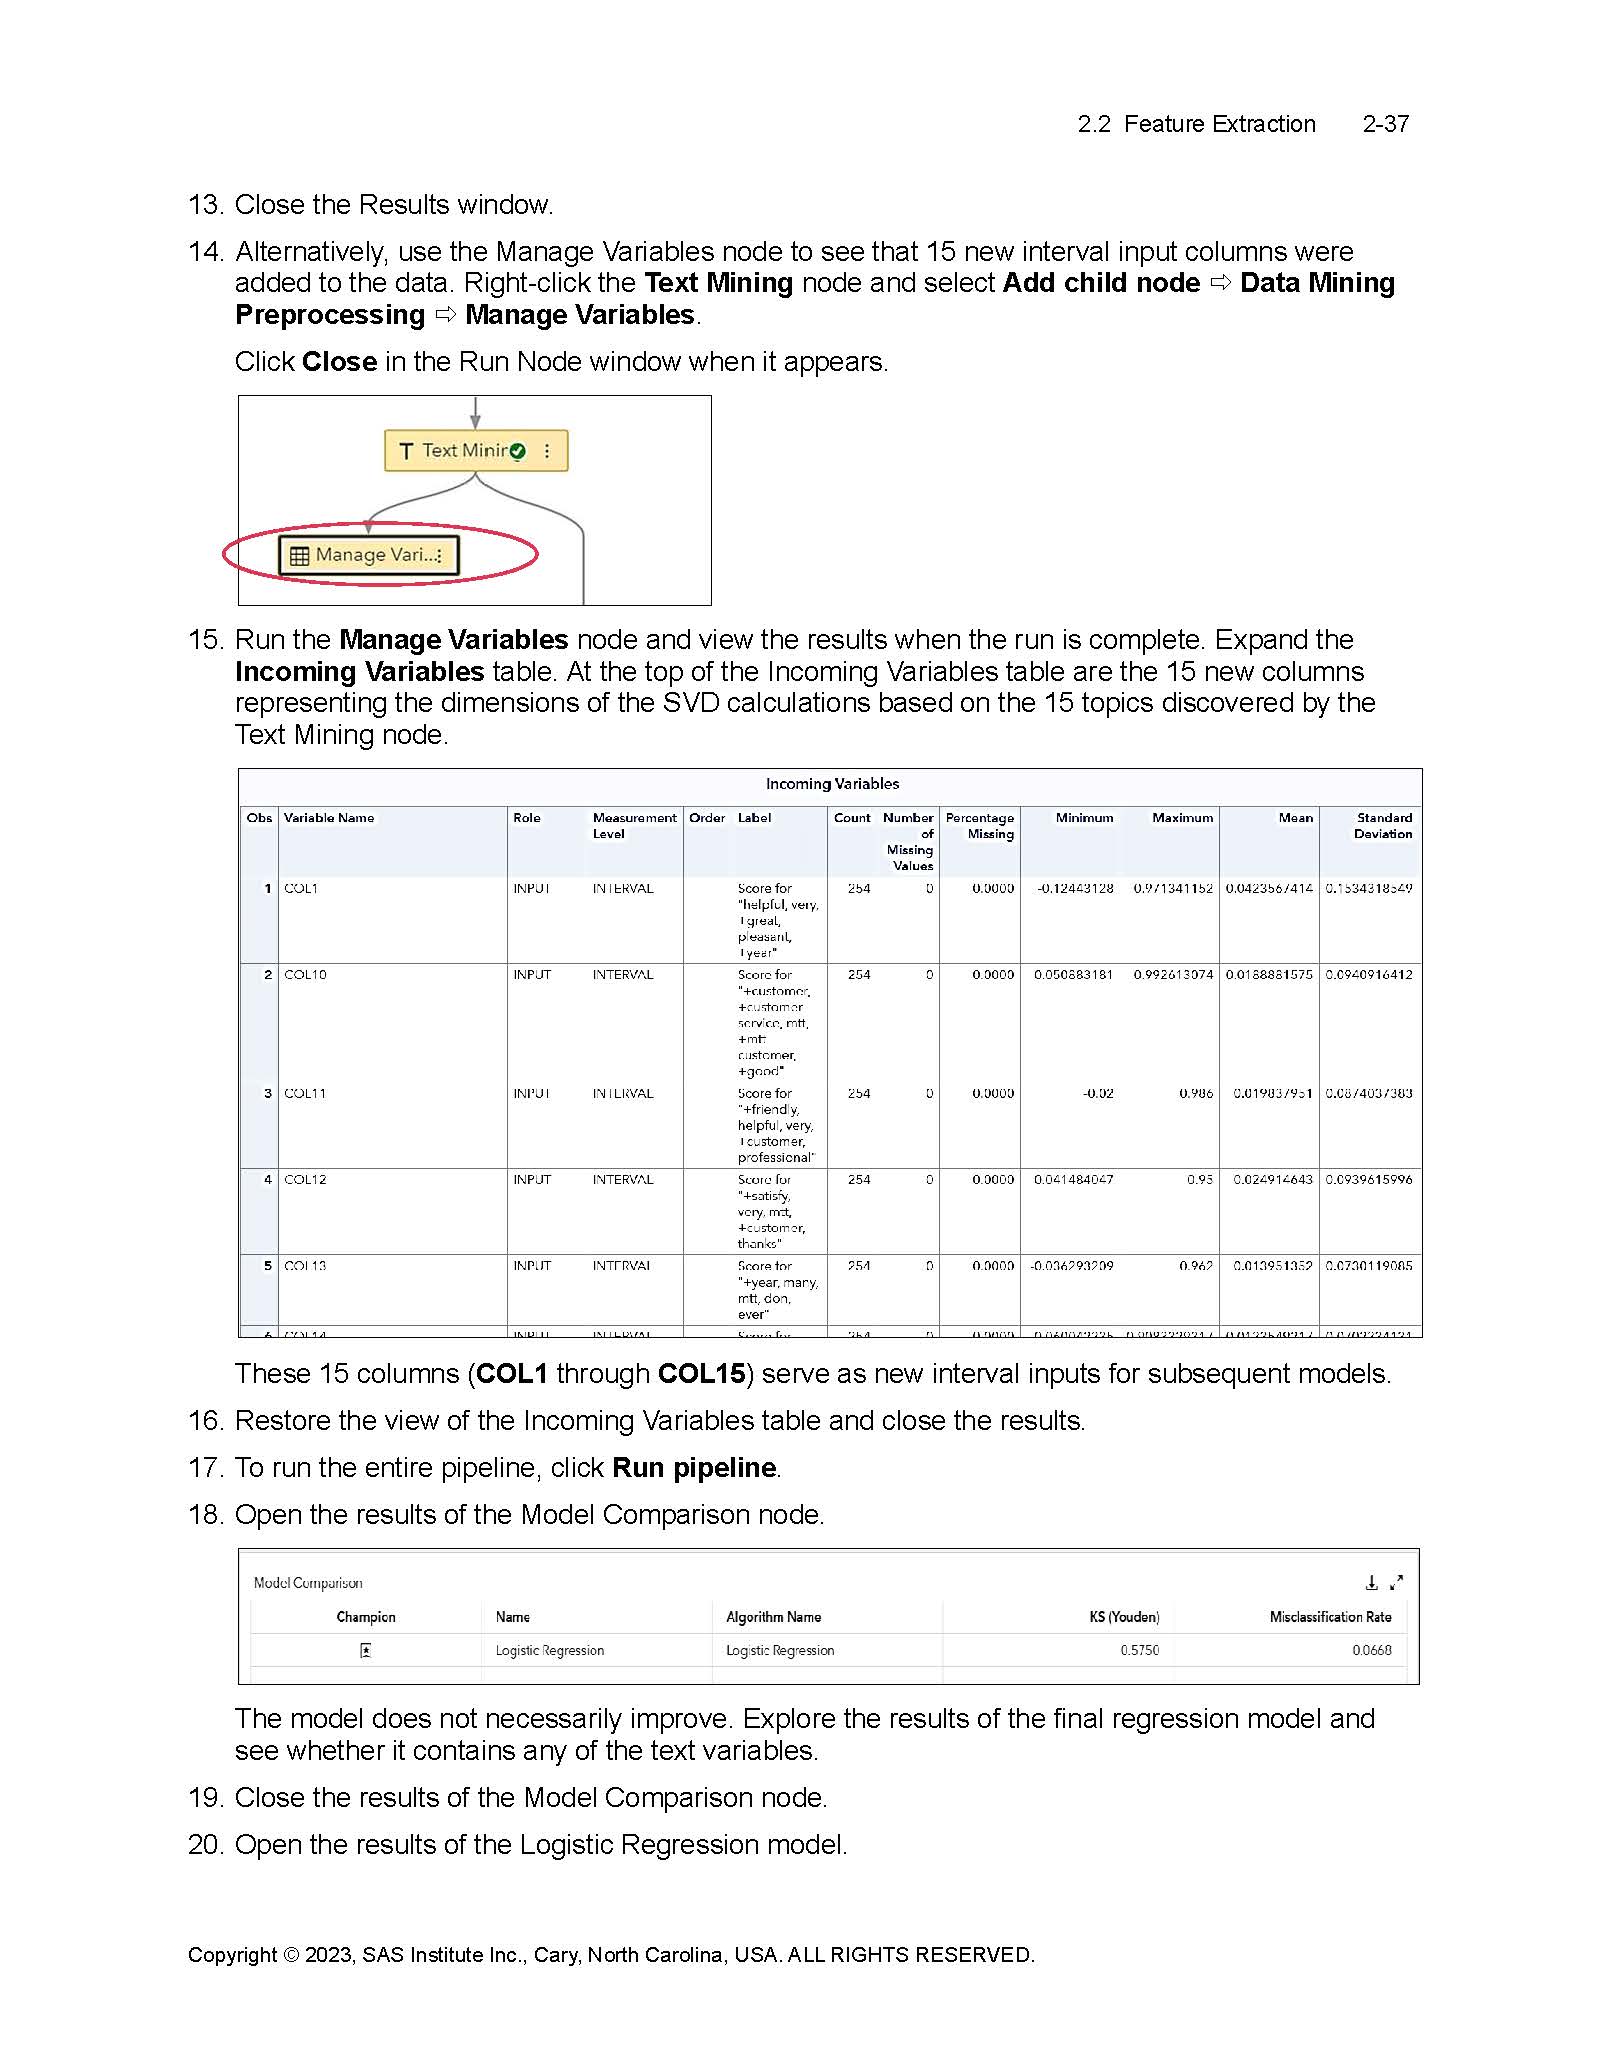 2.2 Feature Extraction 2-37
13. Close the Results window.
14. Alternatively, use the Manage Variables node to see that 15 new interval input columns were
added to the data. Right-click the Text Mining node and select Add child node ⇨ Data Mining
Preprocessing ⇨ Manage Variables.
Click Close in the Run Node window when it appears.
Text Minin
Manage Vari...
15. Run the Manage Variables node and view the results when the run is complete. Expand the
Incoming Variables table. At the top of the Incoming Variables table are the 15 new columns
representing the dimensions of the SVD calculations based on the 15 topics discovered by the
Text Mining node.
Incoming Variables
Obs Variable Name Role Measurement Order Label Count Number Percentage Minimum Maximum Mean Standard
Level of Missing Deviation
Missing
Values
1 COL1 INPUT INTERVAL Score for 254 0 0.0000 -0.12443128 0.971341152 0.0423567414 0.1534318549
"helpful, very,
+great,
pleasant,
+year"
2 COL10 INPUT INTERVAL Score for 254 0 0.0000 0.050883181 0.992613074 0.0188881575 0.0940916412
"+customer,
+customer
service, mtt,
+mtt
customer,
+good"
3 COL11 INPUT INTERVAL Score for 254 0 0.0000 -0.02 0.986 0.019837951 0.0874037383
"+friendly,
helpful, very,
+customer,
professional"
4 COL12 INPUT INTERVAL Score for 254 0 0.0000 0.041484047 0.95 0.024914643 0.0939615996
"+satisfy,
very, mtt,
+customer,
thanks"
5 COL13 INPUT INTERVAL Score for 254 0 0.0000 -0.036293209 0.962 0.013951352 0.0730119085
"+year, many,
mtt, don,
ever"
6 COL14 INPUT INTERVAL Score for 254 0 0.0000
These 15 columns (COL1 through COL15) serve as new interval inputs for subsequent models.
16. Restore the view of the Incoming Variables table and close the results.
17. To run the entire pipeline, click Run pipeline.
18. Open the results of the Model Comparison node.
Model Comparison
Champion Name Algorithm Name KS (Youden) Misclassification Rate
Logistic Regression Logistic Regression 0.5750 0.0668
The model does not necessarily improve. Explore the results of the final regression model and
see whether it contains any of the text variables.
19. Close the results of the Model Comparison node.
20. Open the results of the Logistic Regression model.
Copyright © 2023, SAS Institute Inc., Cary, North Carolina, USA. ALL RIGHTS RESERVED.